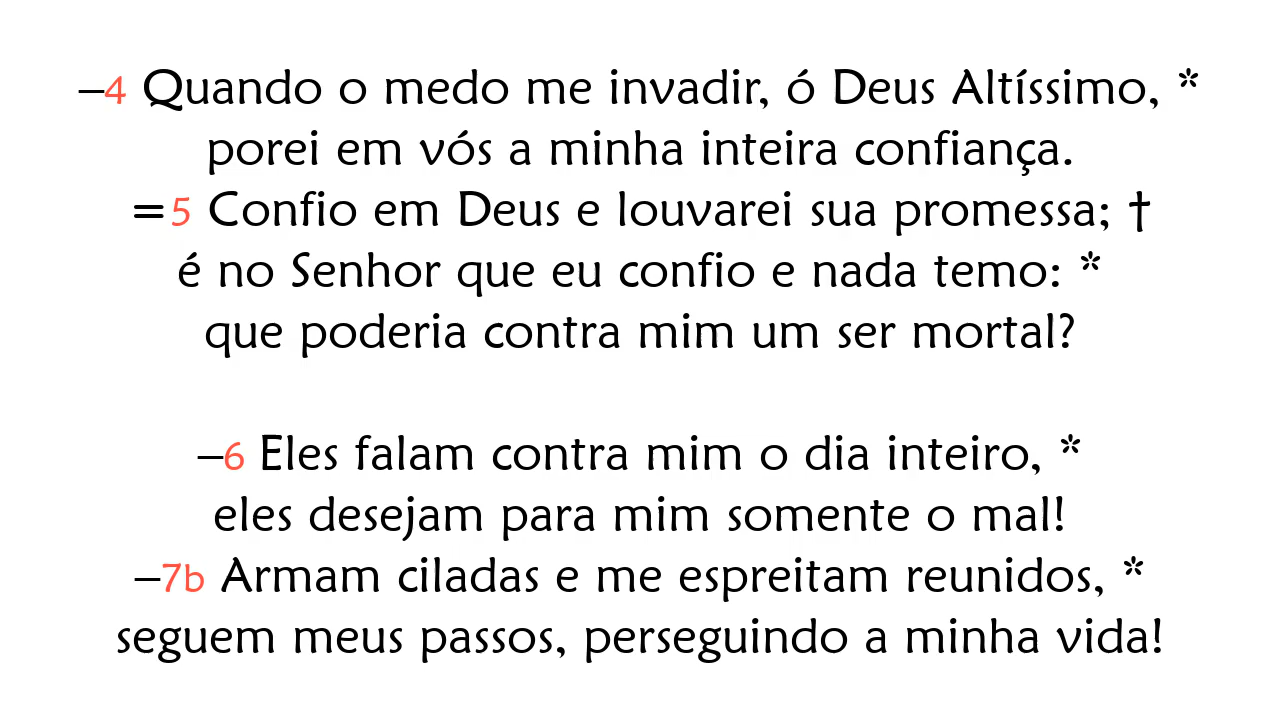 –4 Quando o medo me invadir, ó Deus Altíssimo, *
porei em vós a minha inteira confiança.
=5 Confio em Deus e louvarei sua promessa; †
é no Senhor que eu confio e nada temo: *
que poderia contra mim um ser mortal?
–6 Eles falam contra mim o dia inteiro, *
eles desejam para mim somente o mal!
–7b Armam ciladas e me espreitam reunidos, *
seguem meus passos, perseguindo a minha vida!